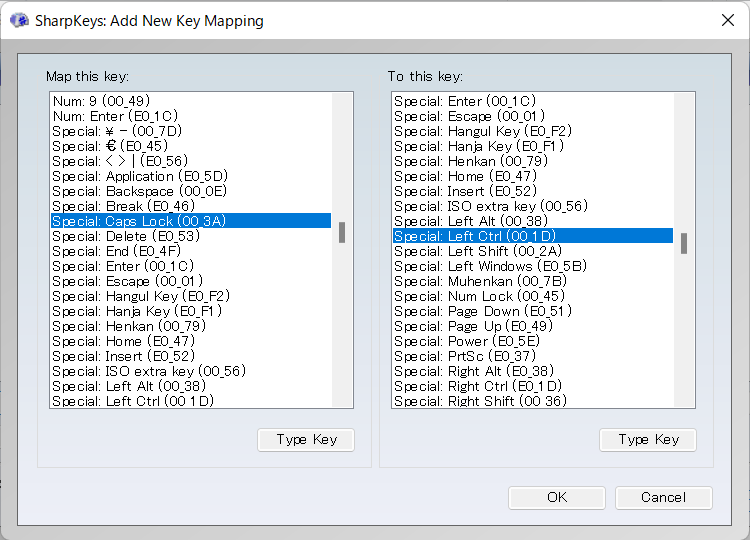 SharpKeys: Add New Key Mapping
Map this key:
Num: 9 (00_49)
Num: Enter (E0_1C)
Special: ¥ - (00_7D)
Special: € (E0_45)
Special: < > | (E0_56)
Special: Application (E0_5D)
Special: Backspace (00_0E)
Special: Break (E0_46)
Special: Caps Lock (00_3A)
Special: Delete (E0_53)
Special: End (E0_4F)
Special: Enter (00_1C)
Special: Escape (00_01)
Special: Hangul Key (E0_F2)
Special: Hanja Key (E0_F1)
Special: Henkan (00_79)
Special: Home (E0_47)
Special: Insert (E0_52)
Special: ISO extra key (00_56)
Special: Left Alt (00_38)
Special: Left Ctrl (00_1D)
Type Key
To this key:
Special: Enter (00_1C)
Special: Escape (00_01)
Special: Hangul Key (E0_F2)
Special: Hanja Key (E0_F1)
Special: Henkan (00_79)
Special: Home (E0_47)
Special: Insert (E0_52)
Special: ISO extra key (00_56)
Special: Left Alt (00_38)
Special: Left Ctrl (00_1D)
Special: Left Shift (00_2A)
Special: Left Windows (E0_5B)
Special: Muhenkan (00_7B)
Special: Num Lock (00_45)
Special: Page Down (E0_51)
Special: Page Up (E0_49)
Special: Power (E0_5E)
Special: PrtSc (E0_37)
Special: Right Alt (E0_38)
Special: Right Ctrl (E0_1D)
Special: Right Shift (00_36)
Type Key
OK
Cancel